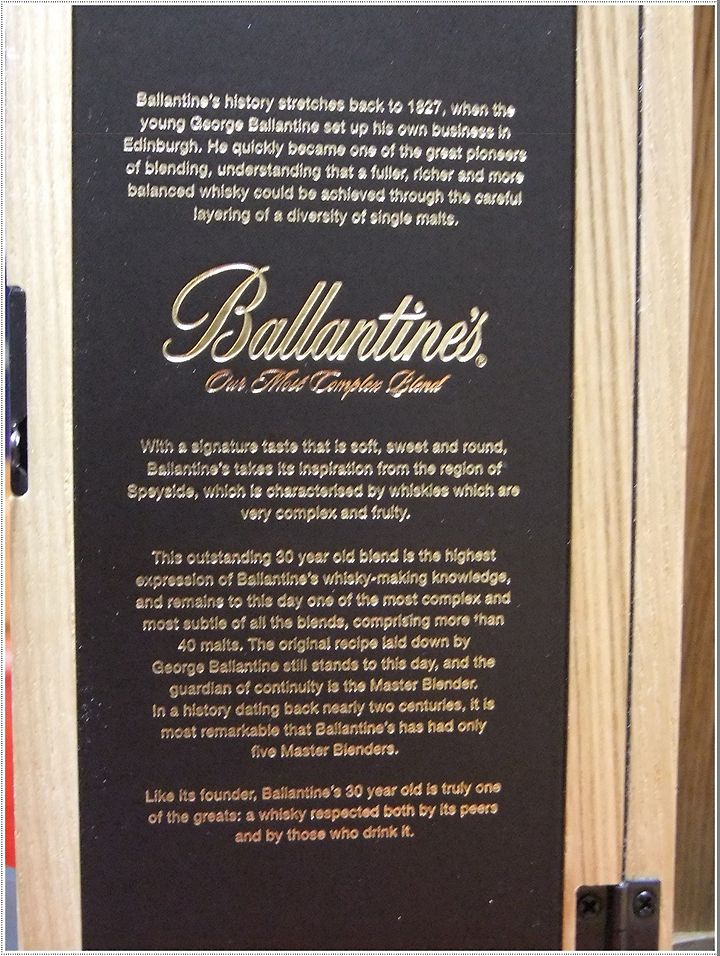 Ballantine's history stretches back to 1827, when the
young George Ballantine set up his own business in
Edinburgh. He quickly became one of the great pioneers
of blending, understanding that a fuller, richer and more
balanced whisky could be achieved through the careful
layering of a diversity of single malts.
Ballantine's®
Our Most Complex Blend
With a signature taste that is soft, sweet and round,
Ballantine's takes its inspiration from the region of
Speyside, which is characterised by whiskies which are
very complex and fruity.
This outstanding 30 year old blend is the highest
expression of Ballantine's whisky-making knowledge,
and remains to this day one of the most complex and
most subtle of all the blends, comprising more 'han
40 malts. The original recipe laid down by
George Ballantine still stands to this day, and the
guardian of continuity is the Master Blender.
In a history dating back nearly two centuries, it is
most remarkable that Ballantine's has had only
five Master Blenders.
Like its founder, Ballantine's 30 year old is truly one
of the greats: a whisky respected both by its peers
and by those who drink it.